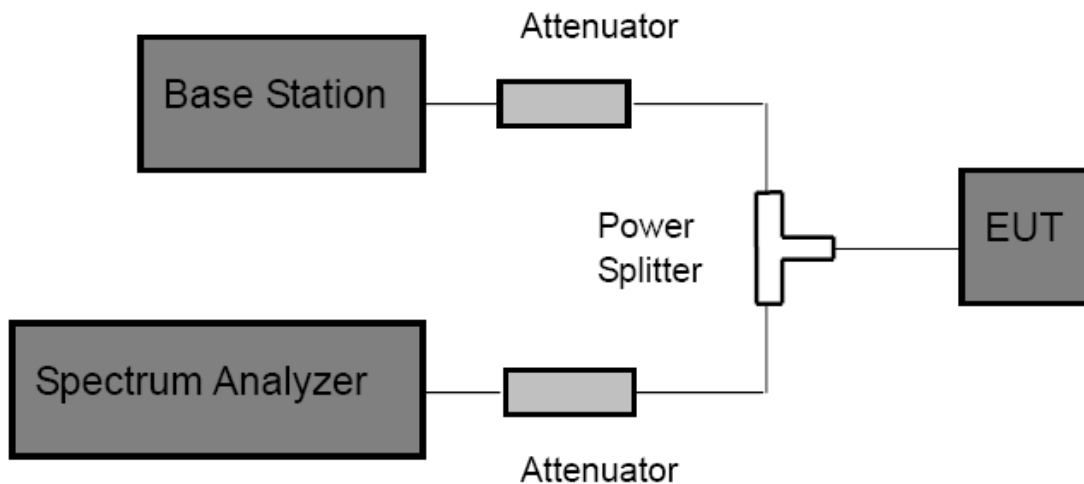 Attenuator
Base Station
Power
Splitter
EUT
Spectrum Analyzer
Attenuator